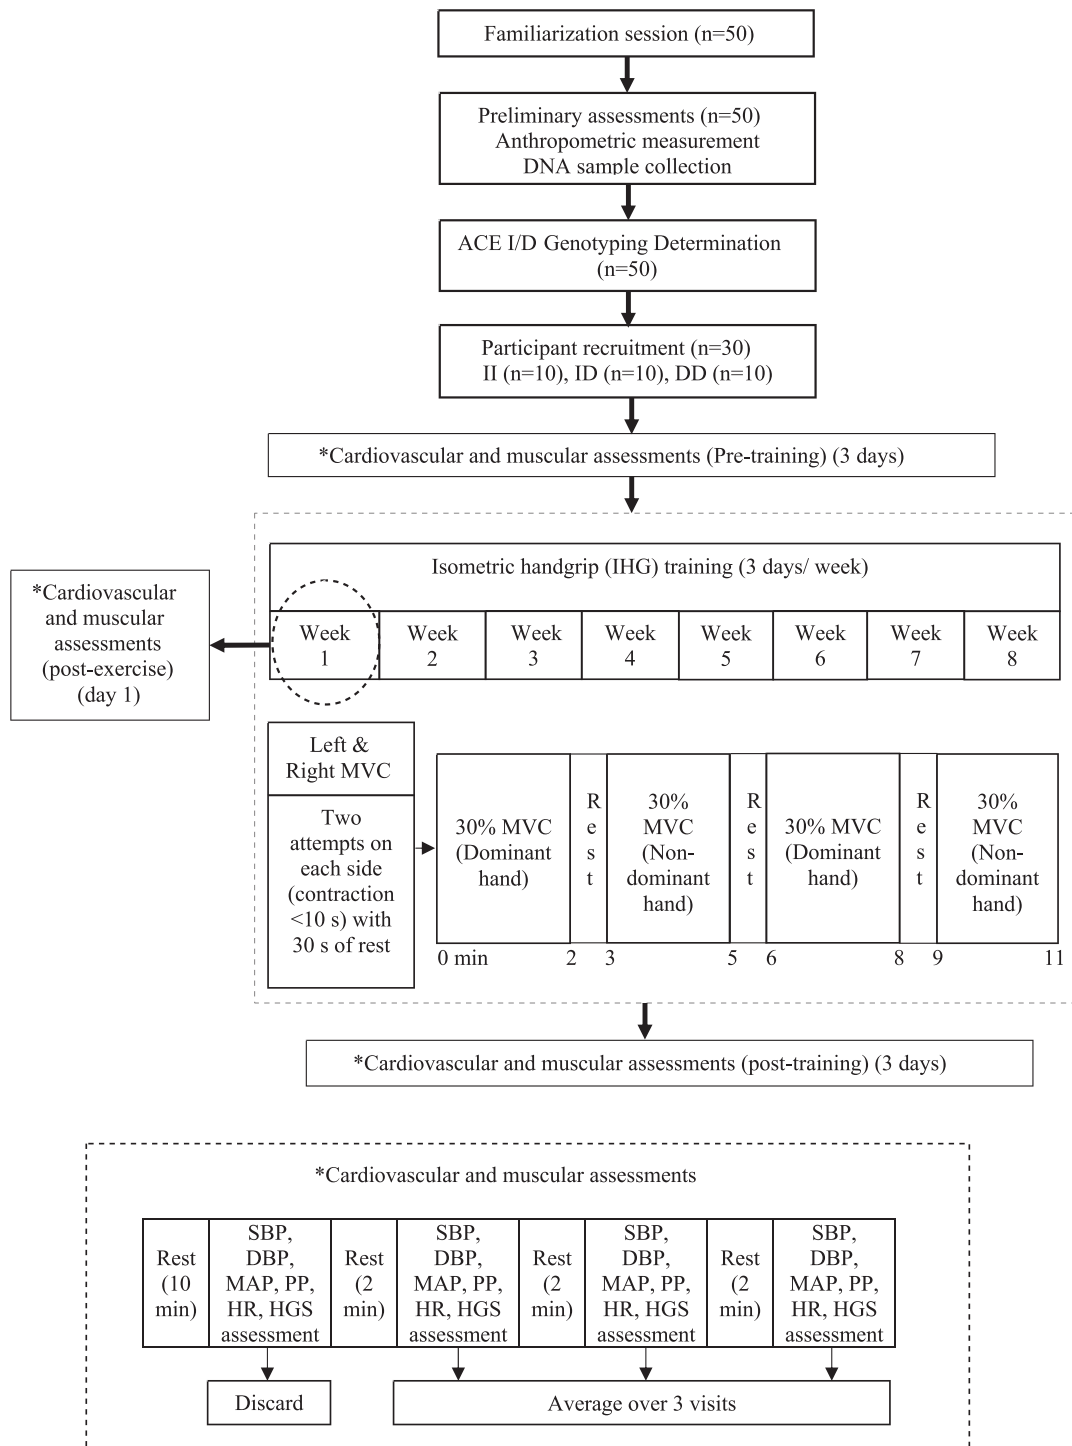 Familiarization session (n=50)
Preliminary assessments (n=50)
Anthropometric measurement
DNA sample collection
ACE I/D Genotyping Determination
(n=50)
Participant recruitment (n=30)
II (n=10), ID (n=10), DD (n=10)
*Cardiovascular and muscular assessments (Pre-training) (3 days)
Isometric handgrip (IHG) training (3 days/ week)
*Cardiovascular
and muscular
assessments
(post-exercise)
(day 1)
Week
1
Week
2
Week
3
Week
4
Week
5
Week
6
Week
7
Week
8
Left &
Right MVC
Two
attempts on
each side
(contraction
<10 s) with
30 s of rest
30% MVC
(Dominant
hand)
R
e
s
t
30%
MVC
(Non-
dominant
hand)
R
e
s
t
30% MVC
(Dominant
hand)
R
e
s
t
30%
MVC
(Non-
dominant
hand)
0 min 2 3 5 6 8 9 11
*Cardiovascular and muscular assessments (post-training) (3 days)
*Cardiovascular and muscular assessments
Rest
(10
min)
SBP,
DBP,
MAP, PP,
HR, HGS
assessment
Rest
(2
min)
SBP,
DBP,
MAP, PP,
HR, HGS
assessment
Rest
(2
min)
SBP,
DBP,
MAP, PP,
HR, HGS
assessment
Rest
(2
min)
SBP,
DBP,
MAP, PP,
HR, HGS
assessment
Discard
Average over 3 visits